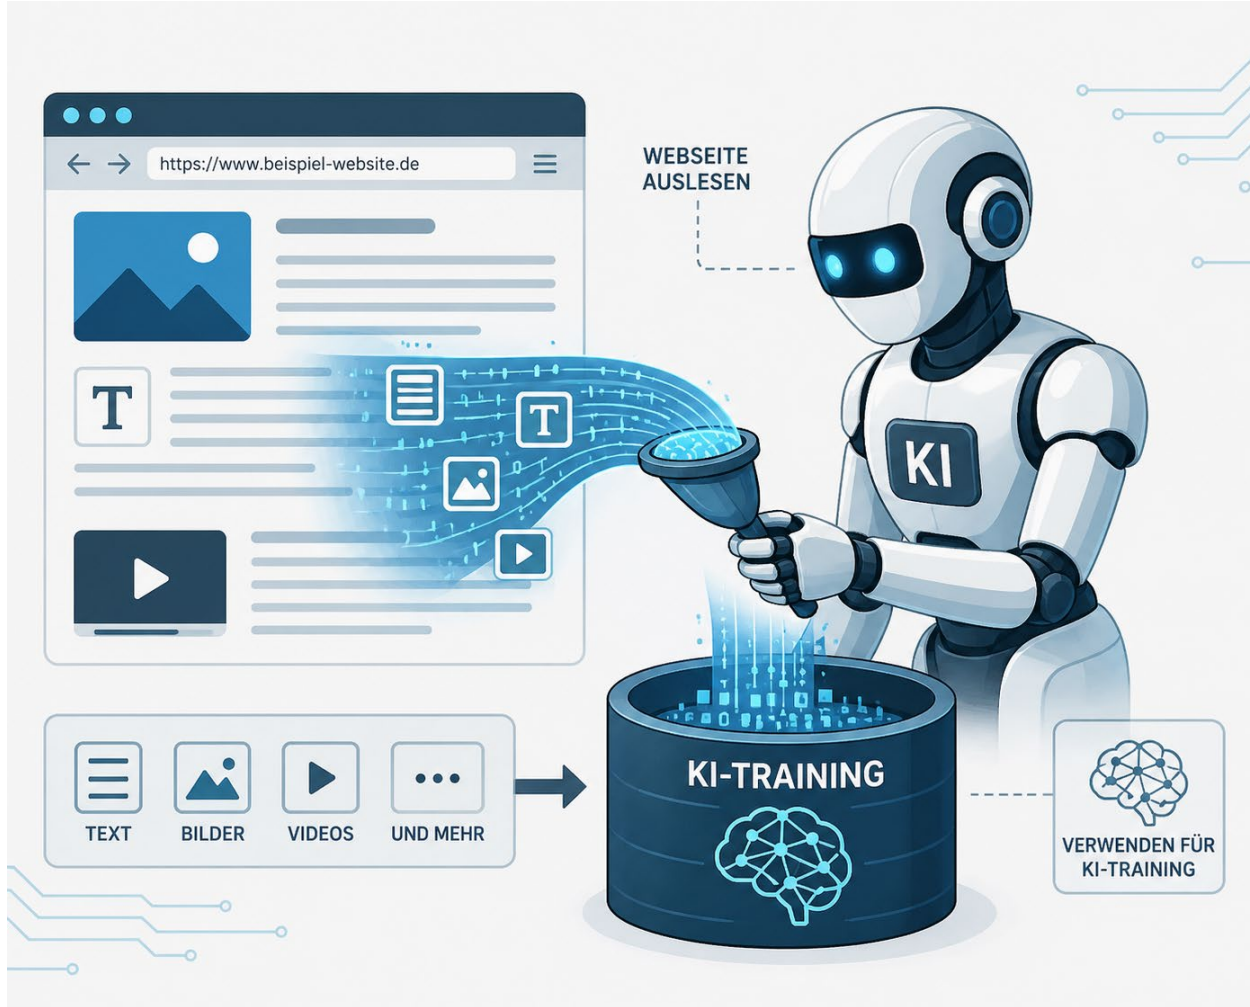 https://www.beispiel-website.de
WEBSEITE
AUSLESEN
T
T
KI
KI-TRAINING
TEXT
BILDER
VIDEOS
UND MEHR
VERWENDEN FÜR
KI-TRAINING